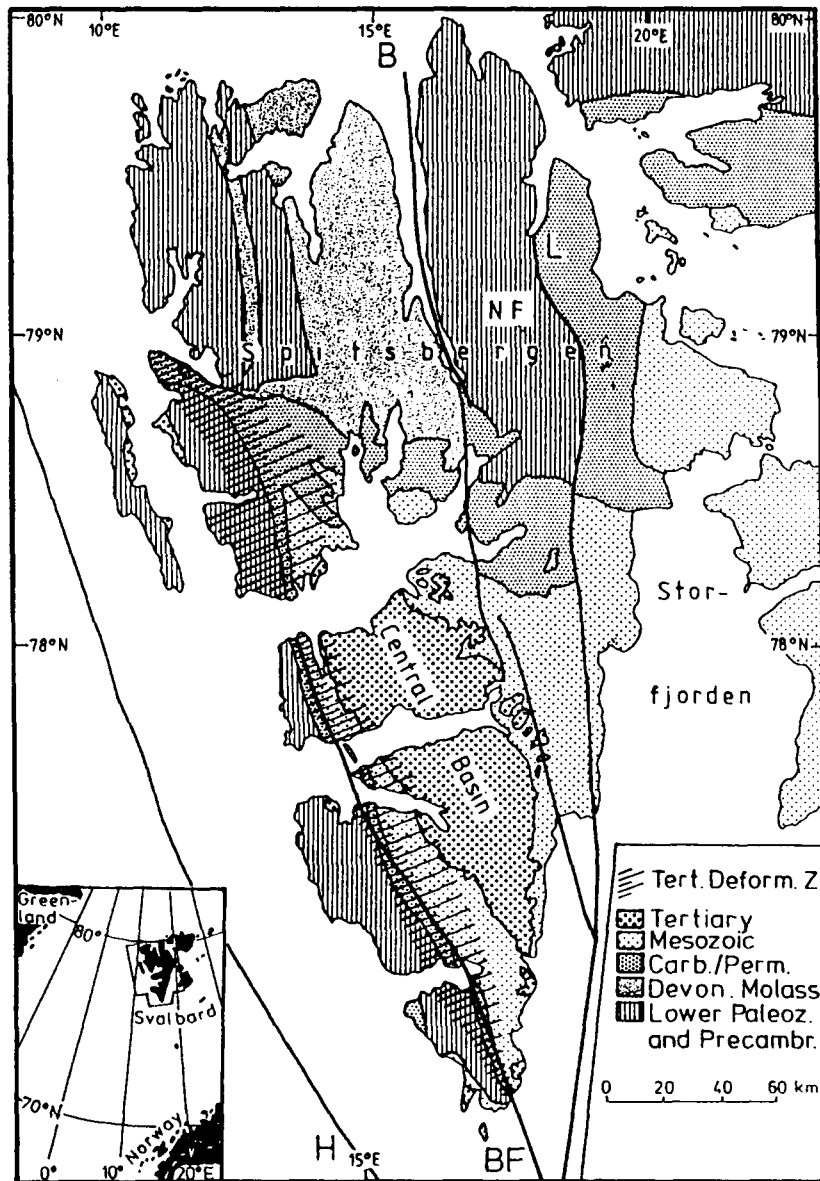 80°N
10°E
15°E
20°E
80°N
B
L
NF
79°N
Spitsbergen
79°N
Stor-
fjorden
78°N
78°N
Central
Basin
Tert. Deform. Z
Tertiary
Mesozoic
Carb./Perm.
Devon. Molass
Lower Paleoz.
and Precambr.
0 20 40 60 km
Green-
land
80°
Svalbard
70°N
Norway
0° 10° 20°E
H
15°E
BF